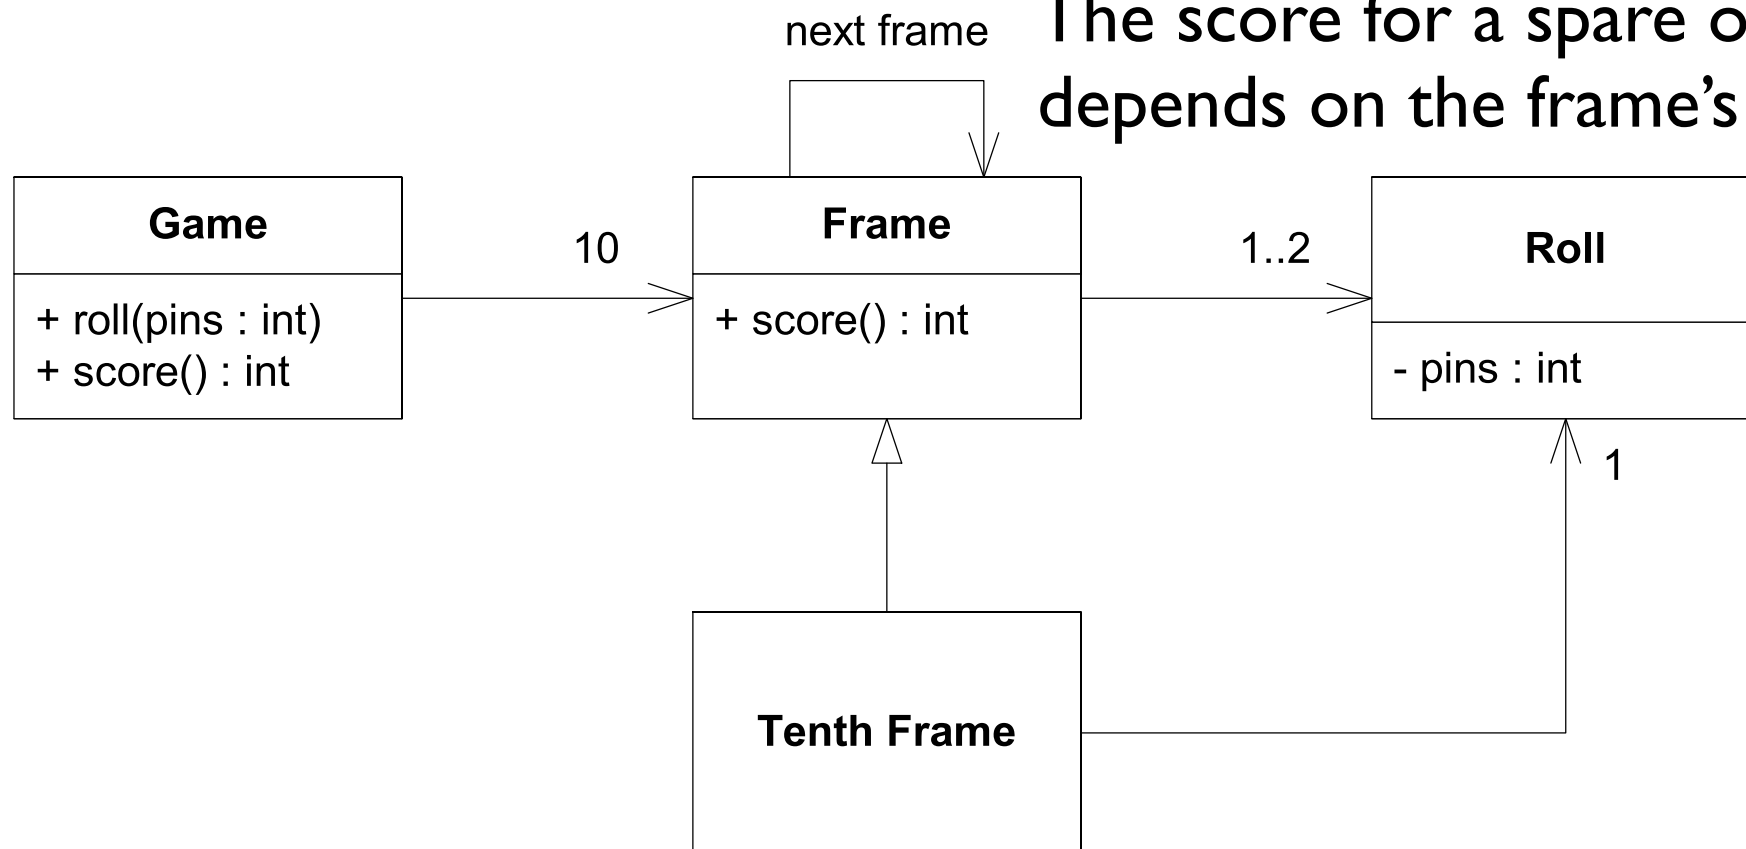 The score for a spare o
depends on the frame’s
next frame
Game
+ roll(pins : int)
+ score() : int
10
Frame
+ score() : int
1..2
Roll
- pins : int
1
Tenth Frame